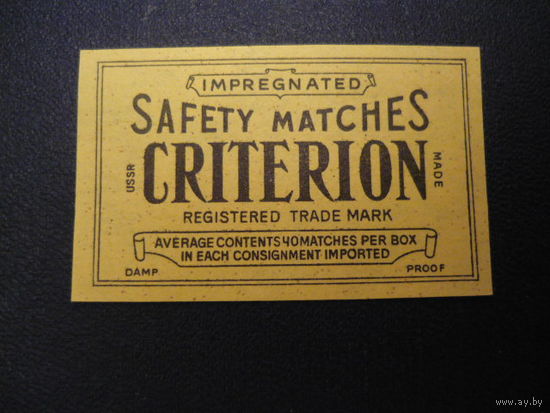 IMPREGNATED
SAFETY MATCHES
USSR
CRITERION
MADE
REGISTERED TRADE MARK
AVERAGE CONTENTS 40 MATCHES PER BOX
IN EACH CONSIGNMENT IMPORTED
DAMP PROOF
www.ay.by